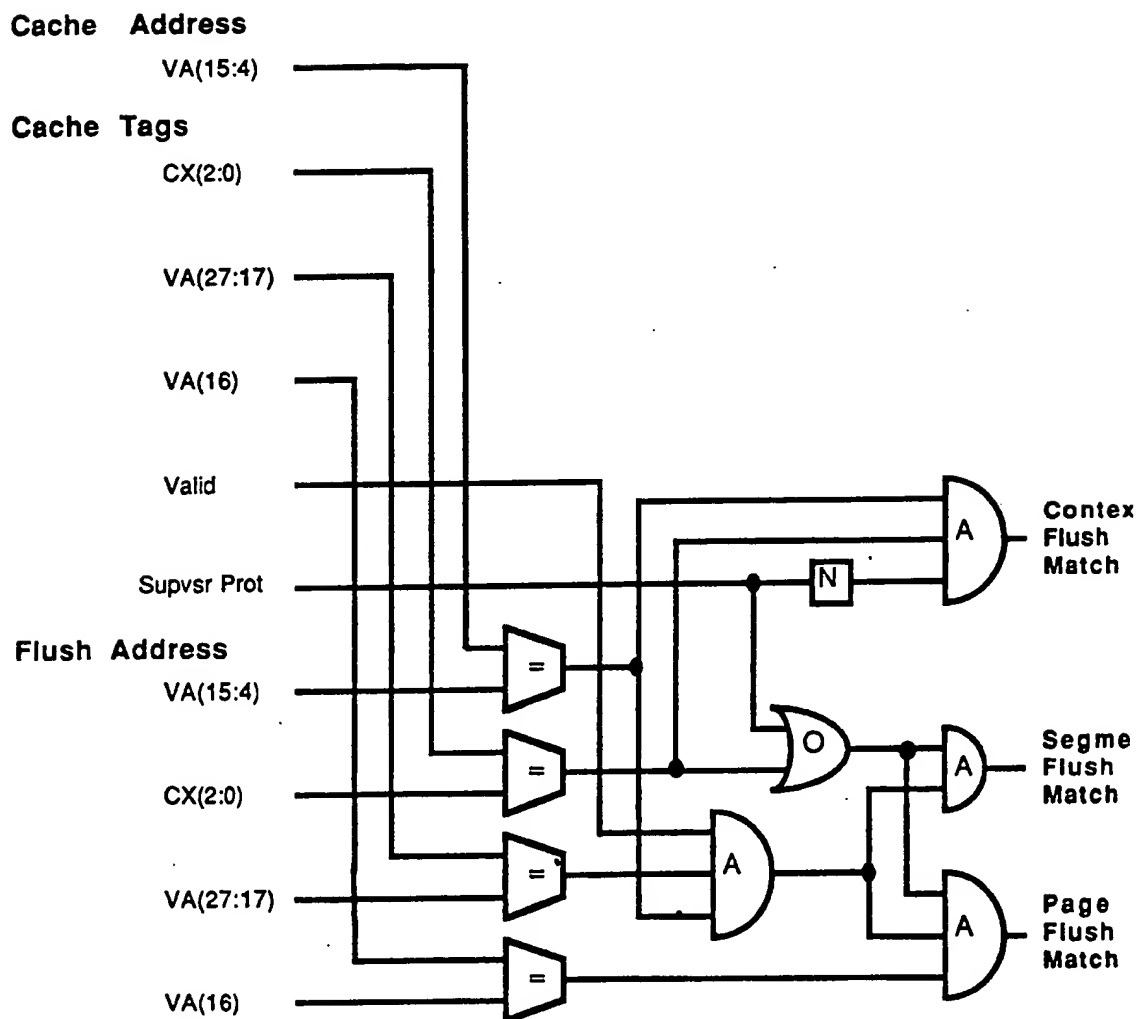 Cache Address
VA(15:4)
Cache Tags
CX(2:0)
VA(27:17)
VA(16)
Valid
Supvsr Prot
Flush Address
VA(15:4)
CX(2:0)
VA(27:17)
VA(16)
=
=
=
=
A
N
O
A
A
A
Contex
Flush
Match
Segme
Flush
Match
Page
Flush
Match